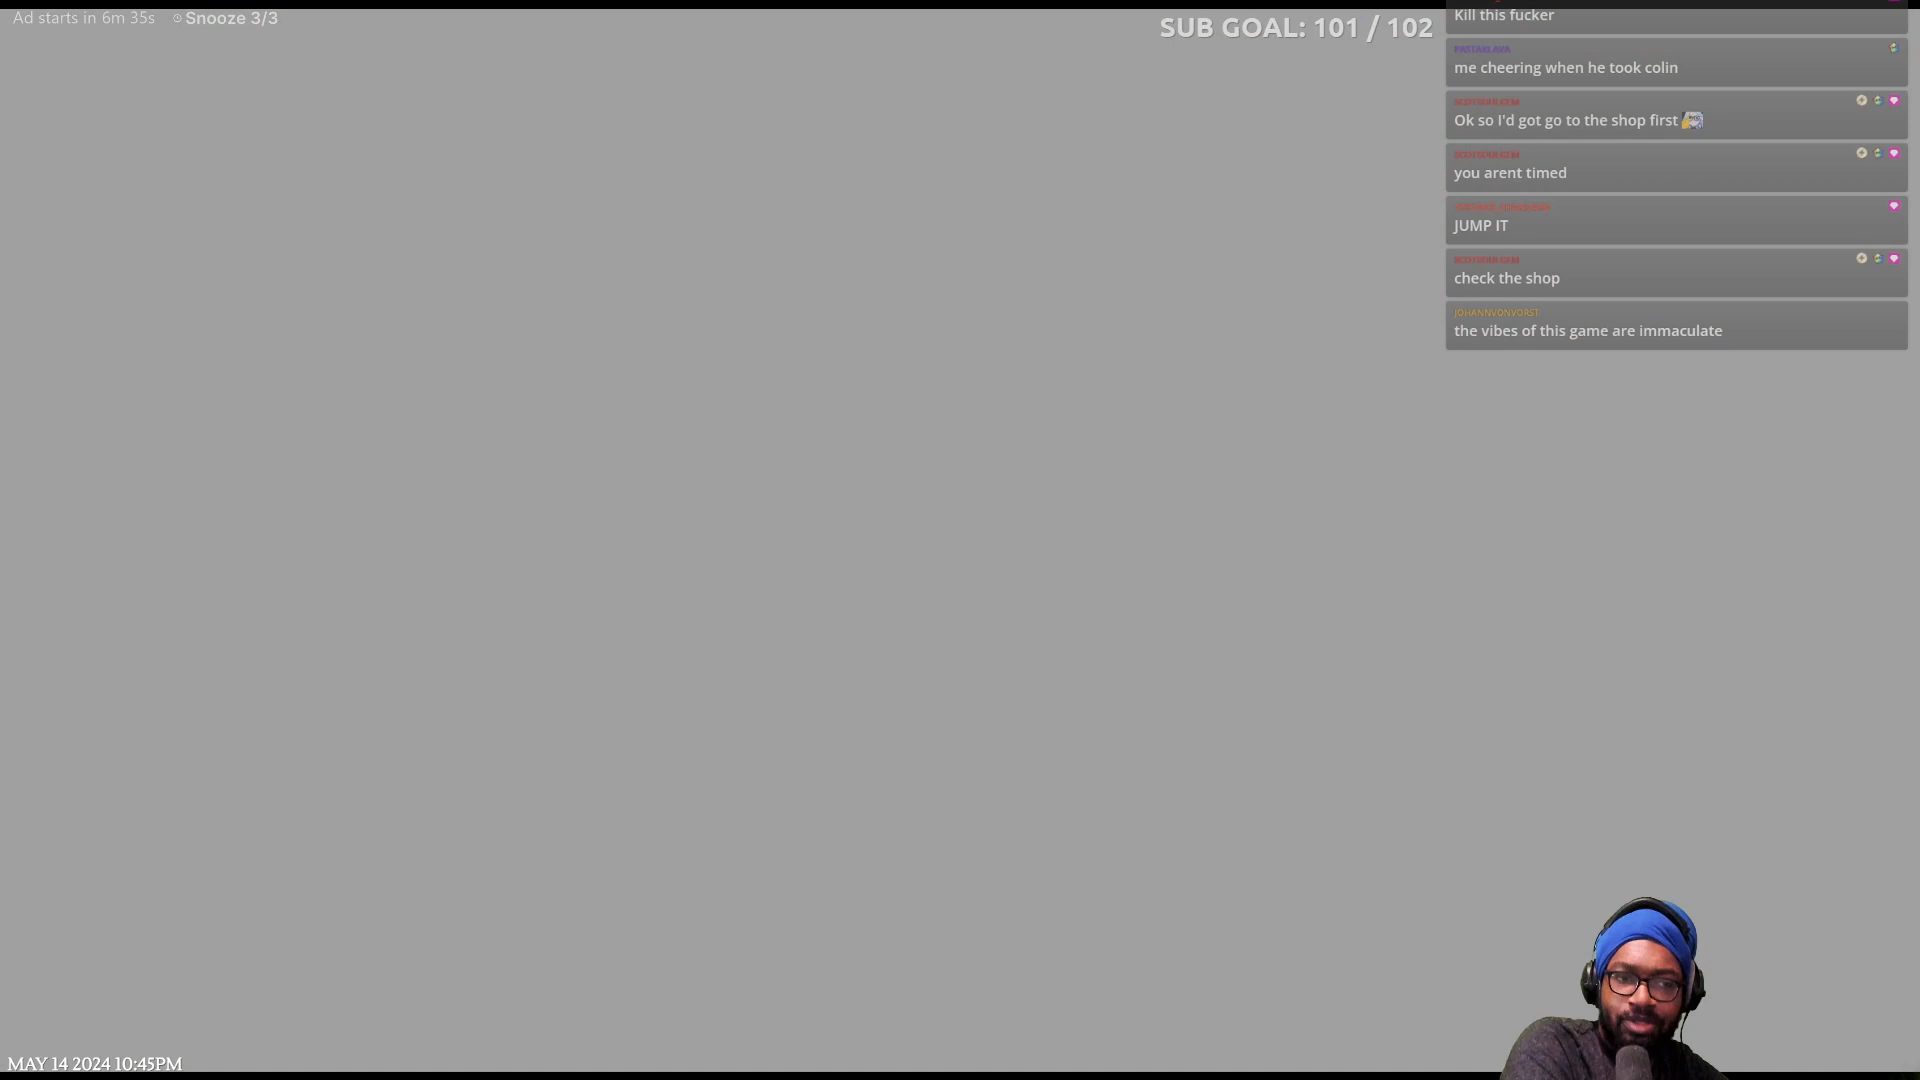 Ad starts in 6m 35s Snooze 3/3
SUB GOAL: 101 / 102
Kill this fucker
me cheering when he took colin
Ok so I'd got go to the shop first
you arent timed
JUMP IT
check the shop
JOHANNVONVORST
the vibes of this game are immaculate
MAY 14 2024 10:45PM